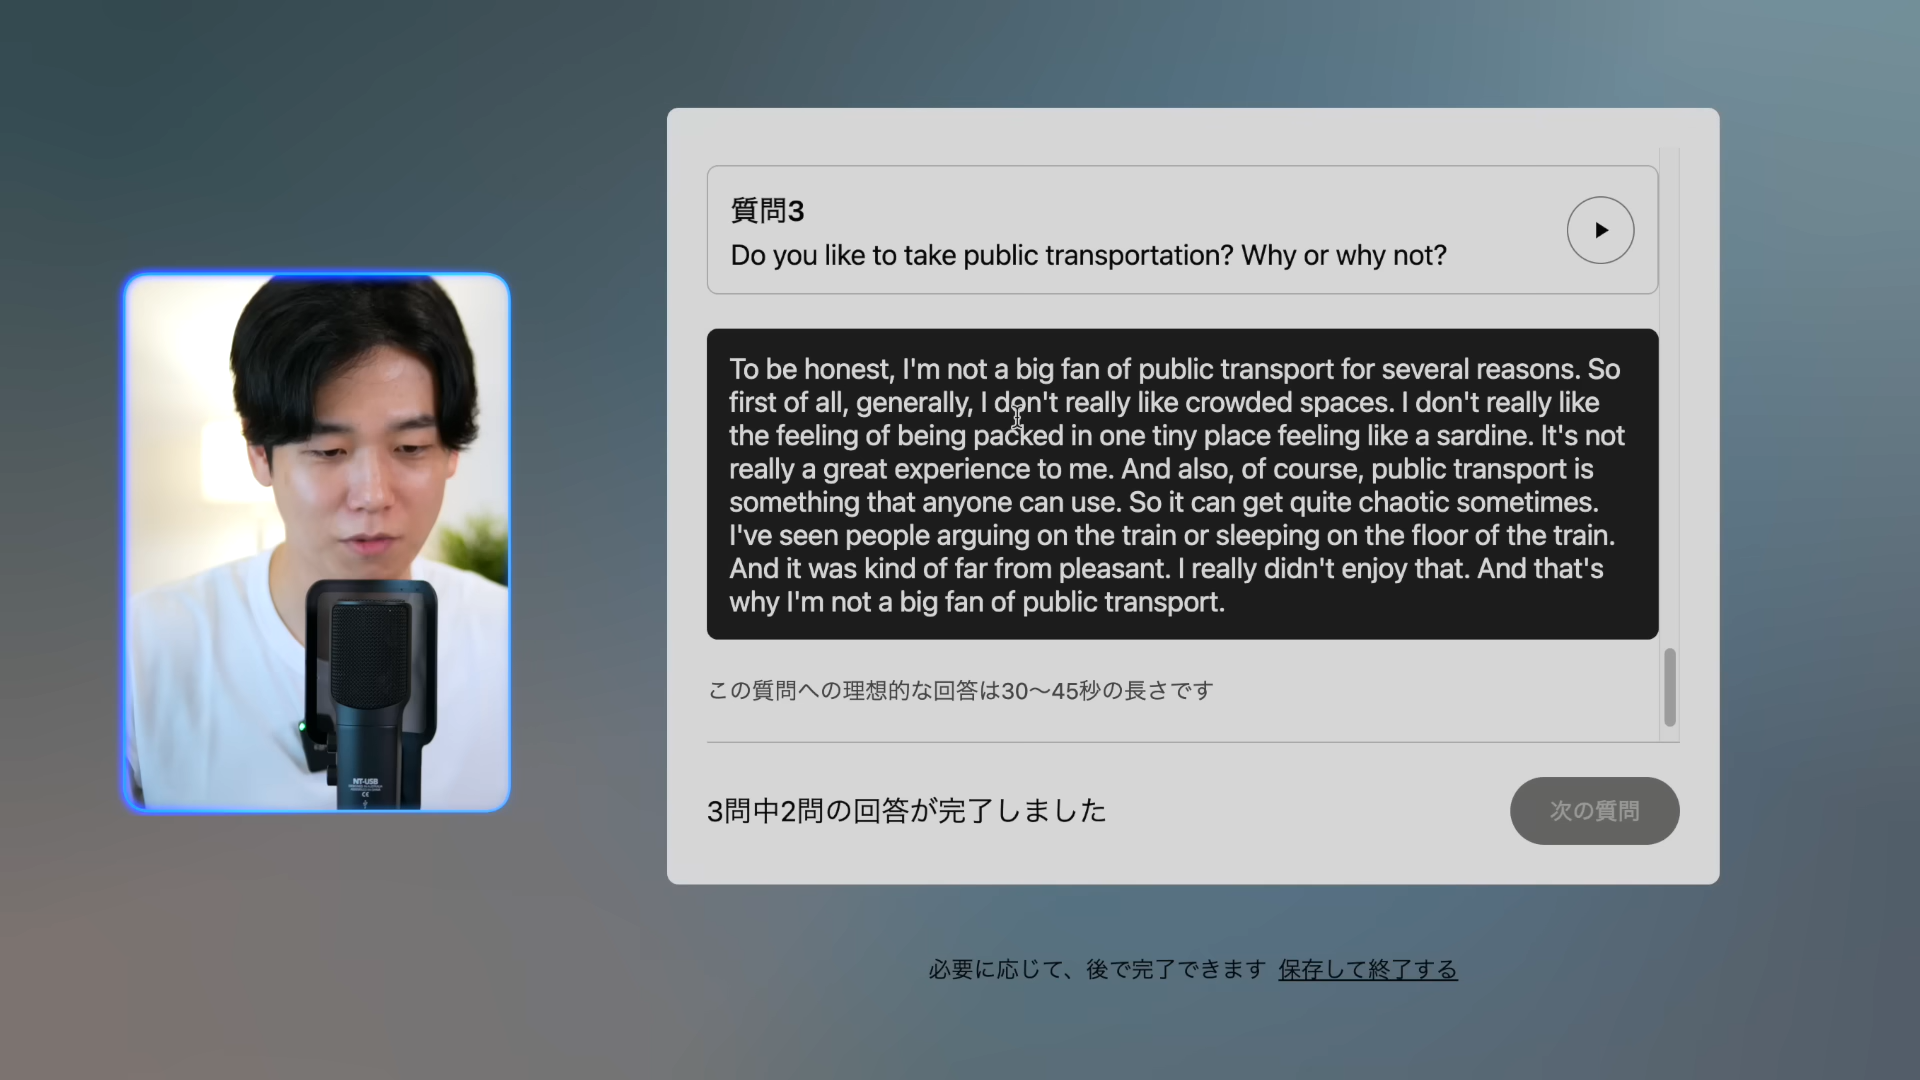 質問3
Do you like to take public transportation? Why or why not?
To be honest, I'm not a big fan of public transport for several reasons. So
first of all, generally, I don't really like crowded spaces. I don't really like
the feeling of being packed in one tiny place feeling like a sardine. It's not
really a great experience to me. And also, of course, public transport is
something that anyone can use. So it can get quite chaotic sometimes.
I've seen people arguing on the train or sleeping on the floor of the train.
And it was kind of far from pleasant. I really didn't enjoy that. And that's
why I'm not a big fan of public transport.
この質問への理想的な回答は30〜45秒の長さです
3問中2問の回答が完了しました
次の質問
必要に応じて、後で完了できます 保存して終了する
NT-USB